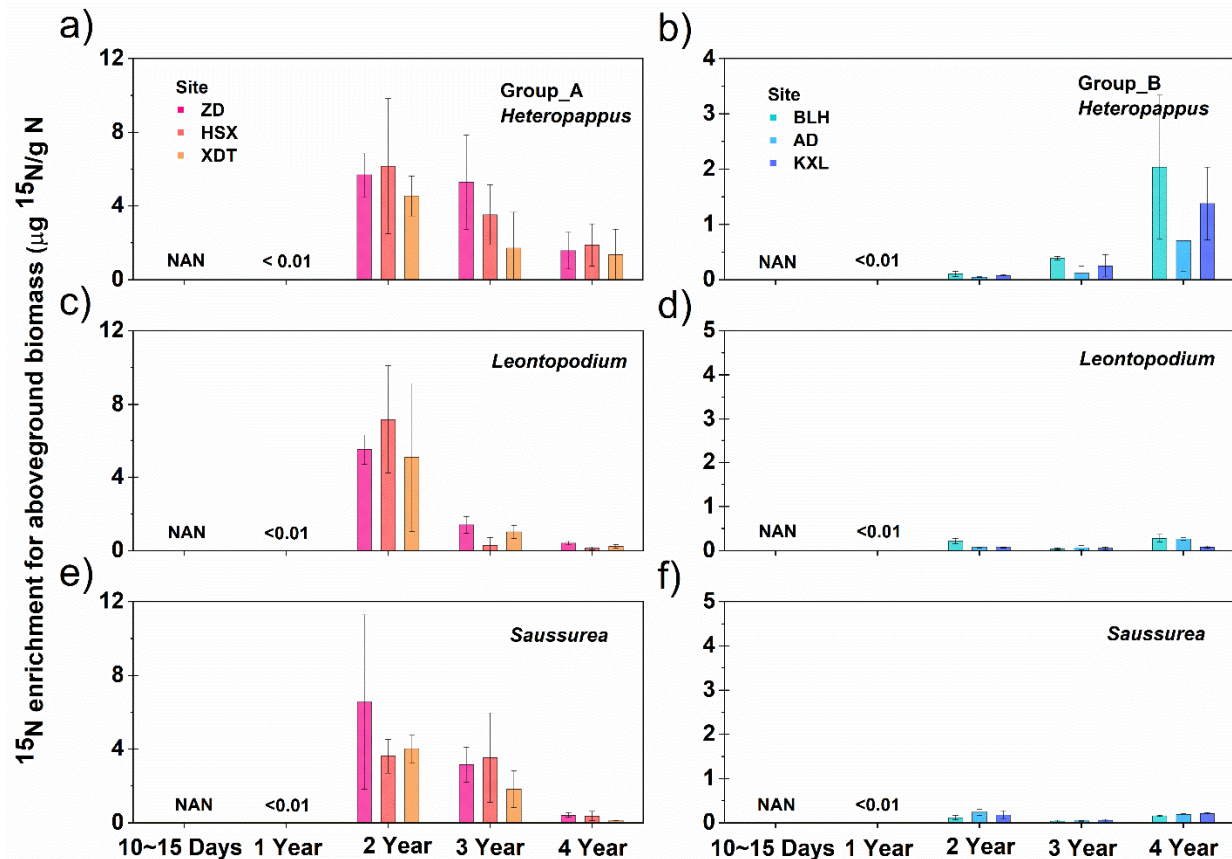 ¹⁵N enrichment for aboveground biomass (μg ¹⁵N/g N
a)
12
8
4
0
Site
ZD
HSX
XDT
Group_A
Heteropappus
NAN
< 0.01
b)
4
3
2
1
0
Site
BLH
AD
KXL
Group_B
Heteropappus
NAN
<0.01
c)
12
8
4
0
Leontopodium
NAN
<0.01
d)
5
4
3
2
1
0
Leontopodium
NAN
<0.01
e)
12
8
4
0
Saussurea
NAN
<0.01
10~15 Days 1 Year 2 Year 3 Year 4 Year
f)
5
4
3
2
1
0
Saussurea
NAN
<0.01
10~15 Days 1 Year 2 Year 3 Year 4 Year